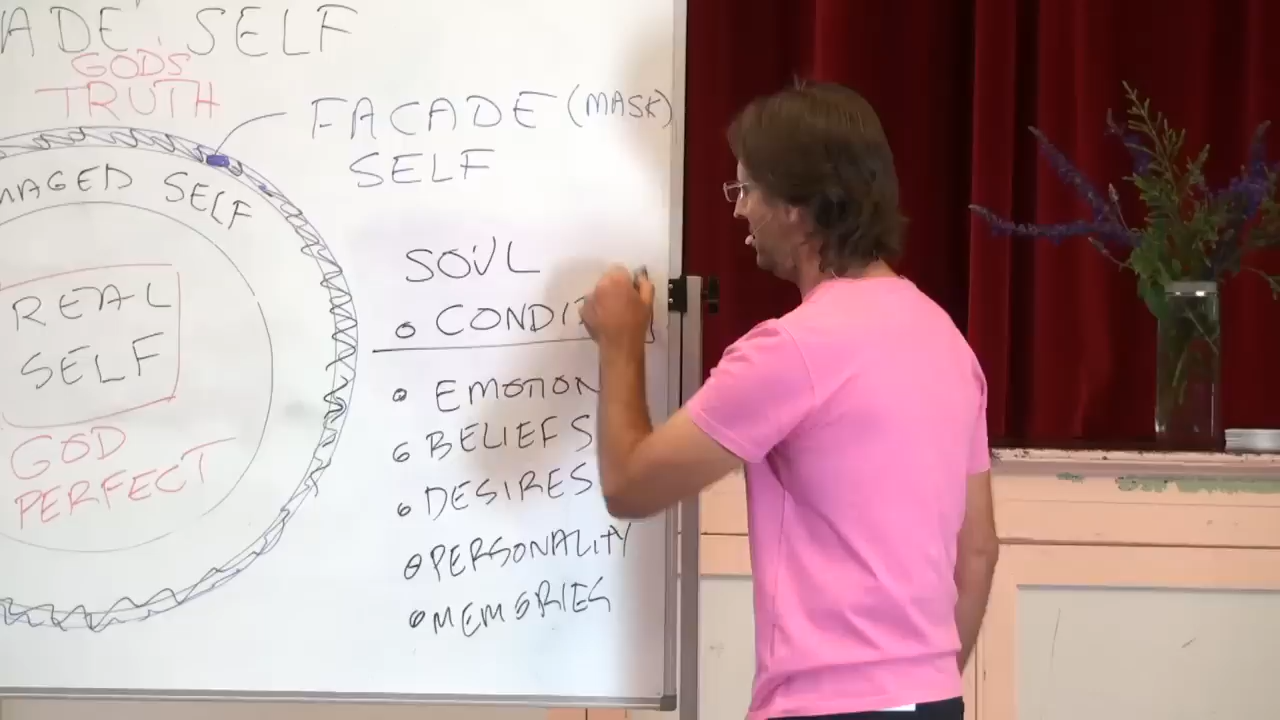 ADE SELF
GOD'S
TRUTH
FACADE (MASK)
SELF
MAGED SELF
REAL
SELF
GOD
PERFECT
SOUL
CONDI
EMOTION
BELIEFS
DESIRES
PERSONALITY
MEMORIES